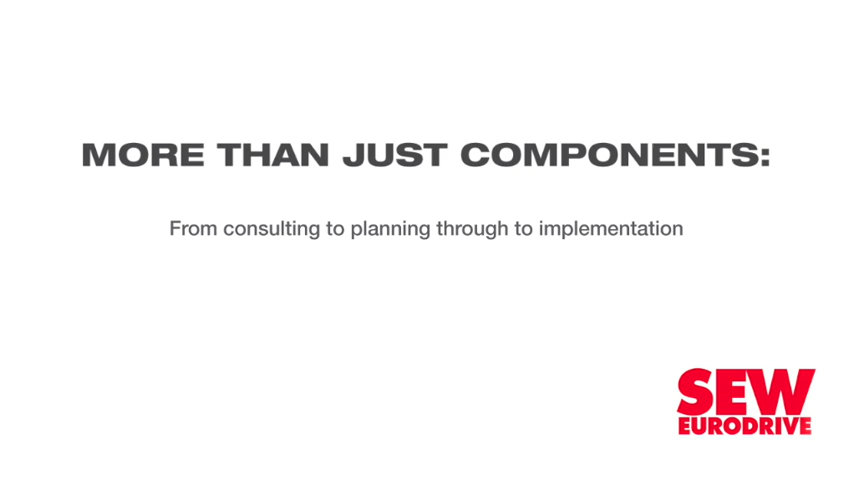 MORE THAN JUST COMPONENTS:
From consulting to planning through to implementation
SEW
EURODRIVE